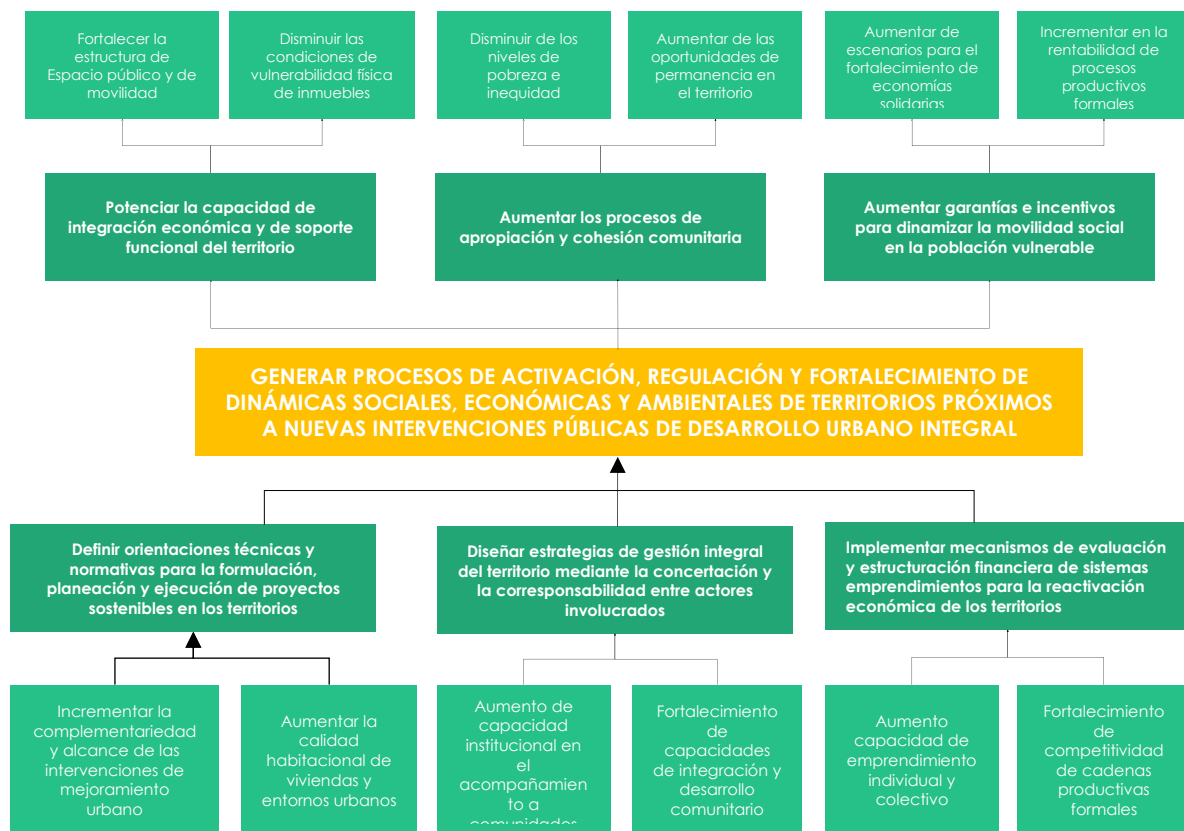 Fortalecer la
estructura de
Espacio público y de
movilidad
Disminuir las
condiciones de
vulnerabilidad física
de inmuebles
Disminuir de los
niveles de
pobreza e
inequidad
Aumentar de las
oportunidades de
permanencia en
el territorio
Aumentar de
escenarios para el
fortalecimiento de
economías
solidarias
Incrementar en la
rentabilidad de
procesos
productivos
formales
Potenciar la capacidad de
integración económica y de soporte
funcional del territorio
Aumentar los procesos de
apropiación y cohesión comunitaria
Aumentar garantías e incentivos
para dinamizar la movilidad social
en la población vulnerable
GENERAR PROCESOS DE ACTIVACIÓN, REGULACIÓN Y FORTALECIMIENTO DE
DINÁMICAS SOCIALES, ECONÓMICAS Y AMBIENTALES DE TERRITORIOS PRÓXIMOS
A NUEVAS INTERVENCIONES PÚBLICAS DE DESARROLLO URBANO INTEGRAL
Definir orientaciones técnicas y
normativas para la formulación,
planeación y ejecución de proyectos
sostenibles en los territorios
Diseñar estrategias de gestión integral
del territorio mediante la concertación y
la corresponsabilidad entre actores
involucrados
Implementar mecanismos de evaluación
y estructuración financiera de sistemas
emprendimientos para la reactivación
económica de los territorios
Incrementar la
complementariedad
y alcance de las
intervenciones de
mejoramiento
urbano
Aumentar la
calidad
habitacional de
viviendas y
entornos urbanos
Aumento de
capacidad
institucional en
el
acompañamien
to a
comunidades
Fortalecimiento
de
capacidades
de integración y
desarrollo
comunitario
Aumento
capacidad de
emprendimiento
individual y
colectivo
Fortalecimiento
de
competitividad
de cadenas
productivas
formales